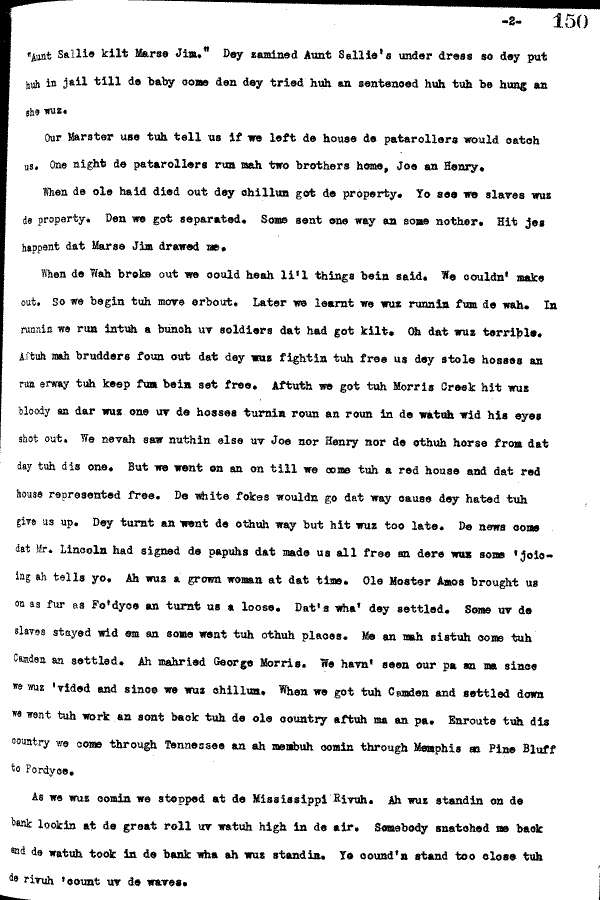 -2- 150
"Aunt Sallie kilt Marse Jim." Dey zamined Aunt Sallie's under dress so dey put
huh in jail till de baby come den dey tried huh an sentenced huh tuh be hung an
she wuz.
Our Marster use tuh tell us if we left de house de patarollers would catch
us. One night de patarollers run mah two brothers home, Joe an Henry.
When de ole haid died out dey chillun got de property. Yo see we slaves wuz
de property. Den we got separated. Some sent one way an some nother. Hit jes
happent dat Marse Jim drawed me.
When de Wah broke out we could heah li'l things bein said. We couldn' make
out. So we begin tuh move erbout. Later we learnt we wuz runnin fum de wah. In
runnin we run intuh a bunch uv soldiers dat had got kilt. Oh dat wuz terrible.
Aftuh mah brudders foun out dat dey wuz fightin tuh free us dey stole hosses an
run erway tuh keep fum bein set free. Aftuth we got tuh Morris Creek hit wuz
bloody an dar wuz one uv de hosses turnin roun an roun in de watuh wid his eyes
shot out. We nevah saw nuthin else uv Joe nor Henry nor de othuh horse from dat
day tuh dis one. But we went on an on till we come tuh a red house and dat red
house represented free. De white fokes wouldn go dat way cause dey hated tuh
give us up. Dey turnt an went de othuh way but hit wuz too late. De news come
dat Mr. Lincoln had signed de papuhs dat made us all free an dere wuz some 'joic-
ing ah tells yo. Ah wuz a grown woman at dat time. Ole Moster Amos brought us
on as fur as Fo'dyce an turnt us a loose. Dat's wha' dey settled. Some uv de
slaves stayed wid em an some went tuh othuh places. Me an mah sistuh come tuh
Camden an settled. Ah mahried George Morris. We havn' seen our pa an ma since
we wuz 'vided and since we wuz chillun. When we got tuh Camden and settled down
we went tuh work an sont back tuh de ole country aftuh ma an pa. Enroute tuh dis
country we come through Tennessee an ah membuh comin through Memphis an Pine Bluff
to Fordyce.
As we wuz comin we stopped at de Mississippi Rivuh. Ah wuz standin on de
bank lookin at de great roll uv watuh high in de air. Somebody snatched me back
and de watuh took in de bank wha ah wuz standin. Yo cound'n stand too close tuh
de rivuh 'count uv de waves.